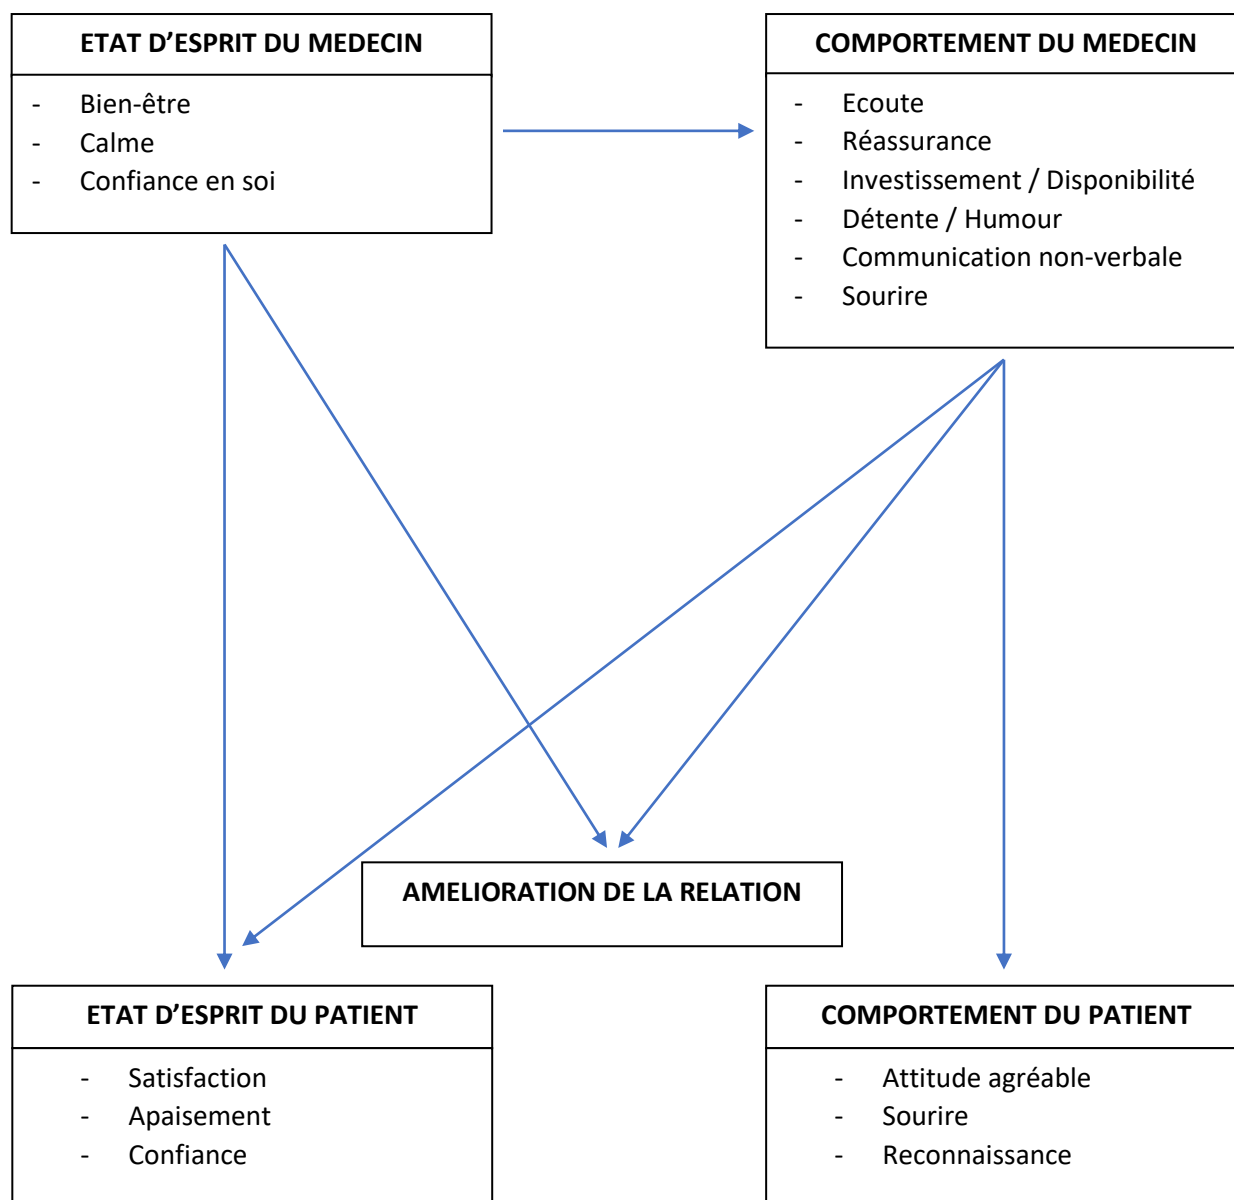 ETAT D’ESPRIT DU MEDECIN
- Bien-être
- Calme
- Confiance en soi
COMPORTEMENT DU MEDECIN
- Ecoute
- Réassurance
- Investissement / Disponibilité
- Détente / Humour
- Communication non-verbale
- Sourire
AMELIORATION DE LA RELATION
ETAT D’ESPRIT DU PATIENT
- Satisfaction
- Apaisement
- Confiance
COMPORTEMENT DU PATIENT
- Attitude agréable
- Sourire
- Reconnaissance